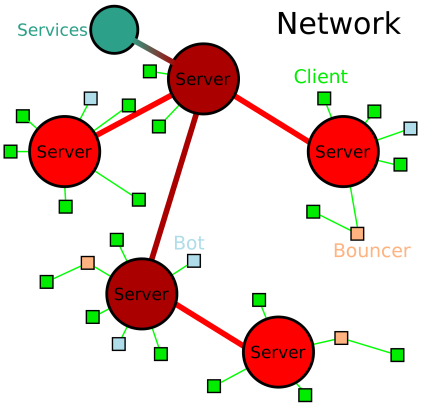 Network
Services
Server
Client
Server
Server
Bot
Bouncer
Server
Server